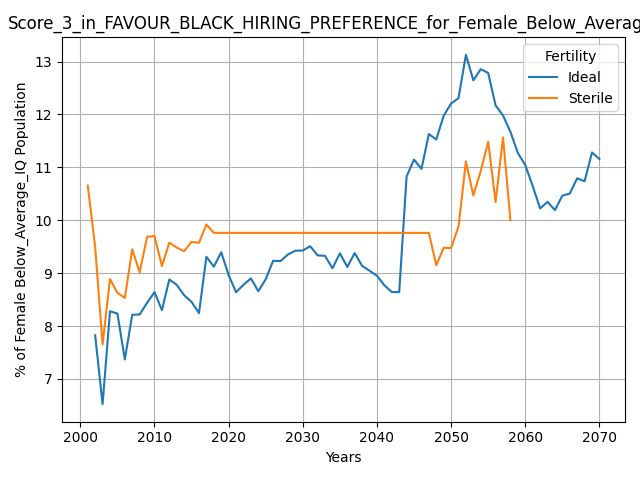 Score_3_in_FAVOUR_BLACK_HIRING_PREFERENCE_for_Female_Below_Averag
Fertility
Ideal
Sterile
% of Female Below_Average_IQ Population
13
12
11
10
9
8
7
2000 2010 2020 2030 2040 2050 2060 2070
Years